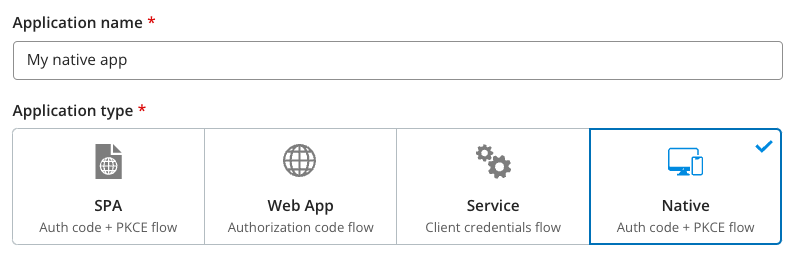 Application name *
My native app
Application type *
SPA
Auth code + PKCE flow
Web App
Authorization code flow
Service
Client credentials flow
Native
Auth code + PKCE flow